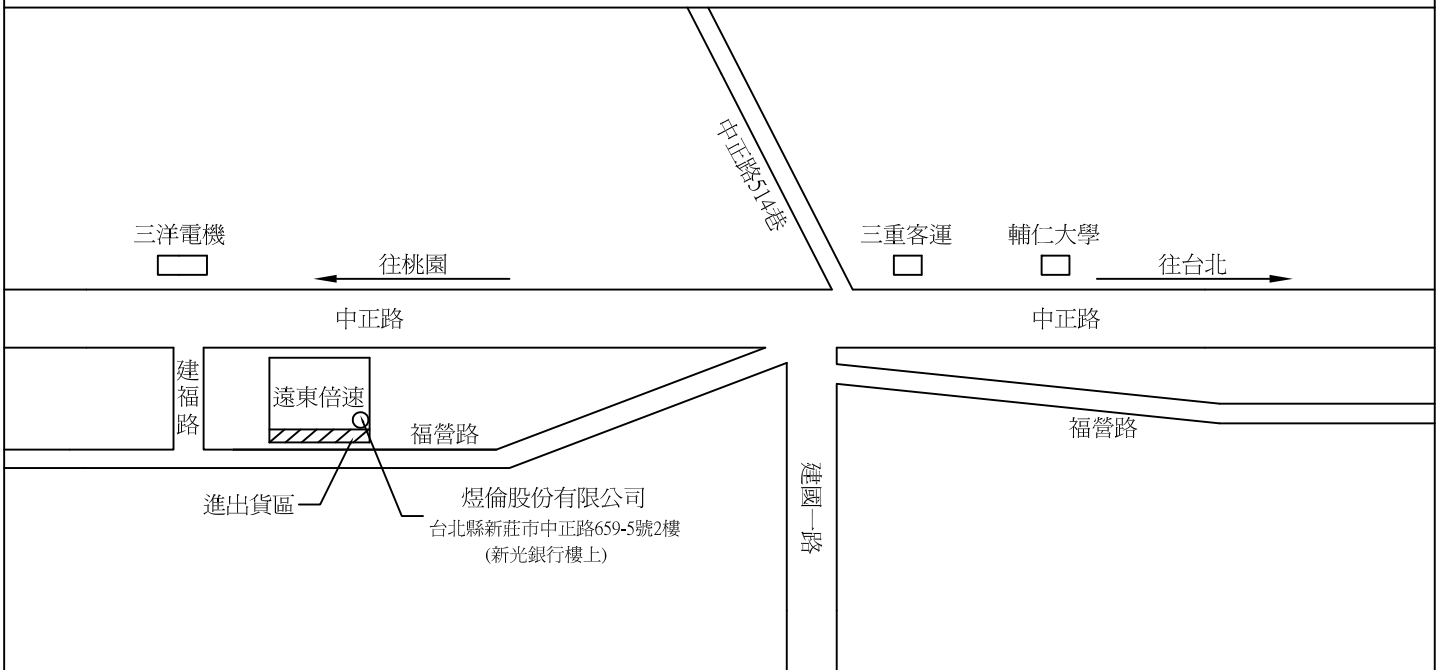 中正路514巷
三洋電機
三重客運
輔仁大學
往桃園
往台北
中正路
中正路
建福路
遠東倍速
福營路
福營路
進出貨區
煜倫股份有限公司
台北縣新莊市中正路659-5號2樓
(新光銀行樓上)
建國一路